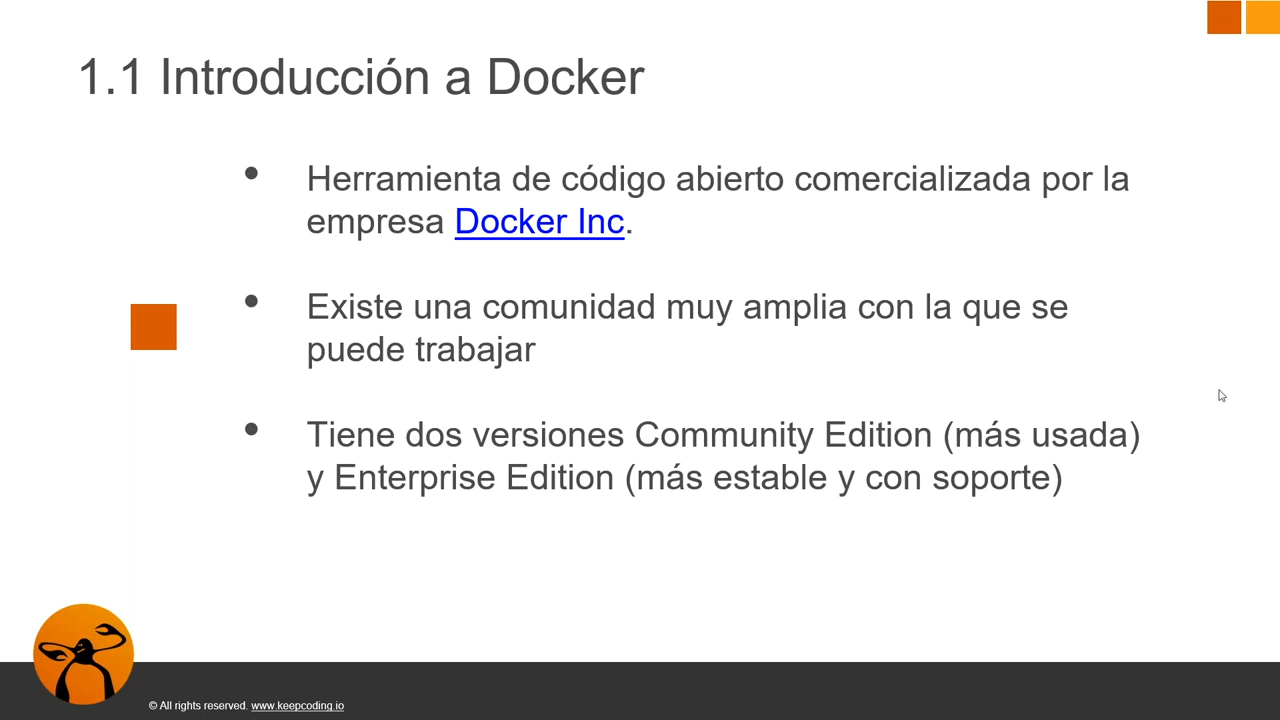 1.1 Introducción a Docker
• Herramienta de código abierto comercializada por la
empresa Docker Inc.
• Existe una comunidad muy amplia con la que se
puede trabajar
• Tiene dos versiones Community Edition (más usada)
y Enterprise Edition (más estable y con soporte)
© All rights reserved. www.keepcoding.io